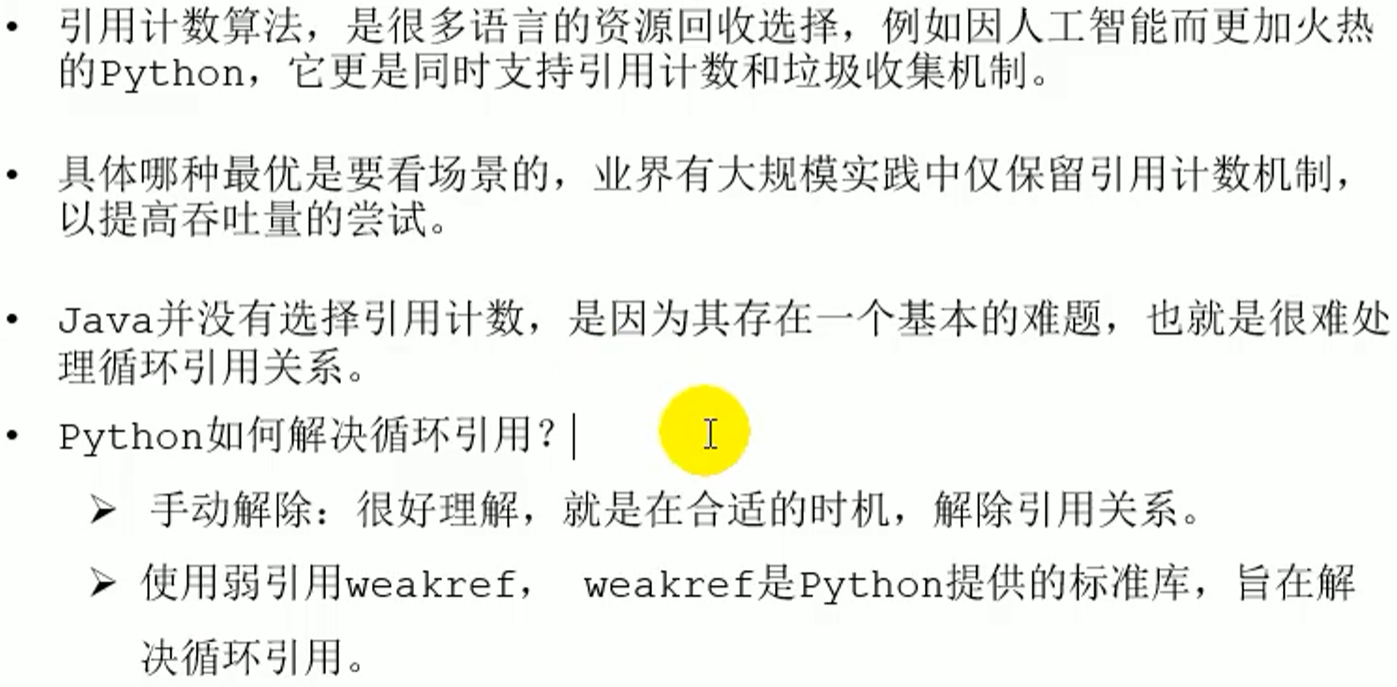 • 引用计数算法，是很多语言的资源回收选择，例如因人工智能而更加火热
的Python，它更是同时支持引用计数和垃圾收集机制。
• 具体哪种最优是要看场景的，业界有大规模实践中仅保留引用计数机制，
以提高吞吐量的尝试。
• Java并没有选择引用计数，是因为其存在一个基本的难题，也就是很难处
理循环引用关系。
• Python如何解决循环引用？
➢ 手动解除：很好理解，就是在合适的时机，解除引用关系。
➢ 使用弱引用weakref， weakref是Python提供的标准库，旨在解
决循环引用。